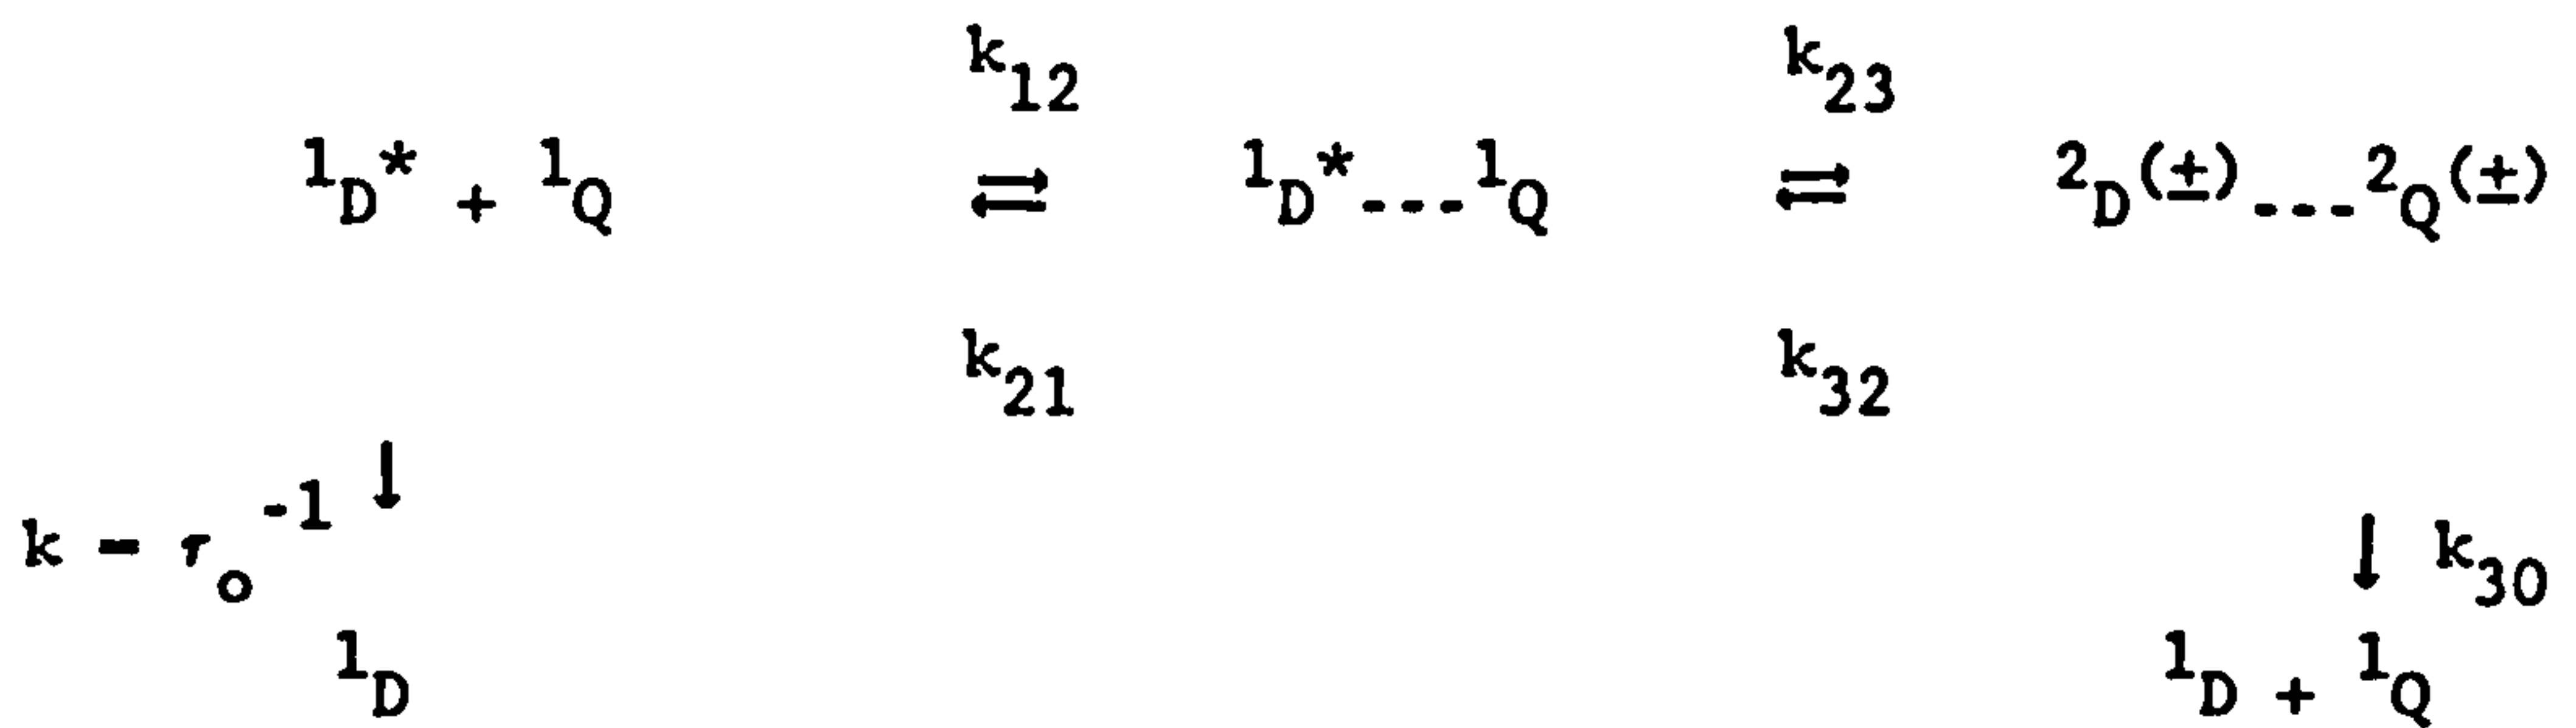 k₁₂ k₂₃
¹D* + ¹Q ⇌ ¹D*---¹Q ⇌ ²D(±)---²Q(±)
k₂₁ k₃₂
k - τₒ⁻¹ ↓ ↓ k₃₀
¹D ¹D + ¹Q